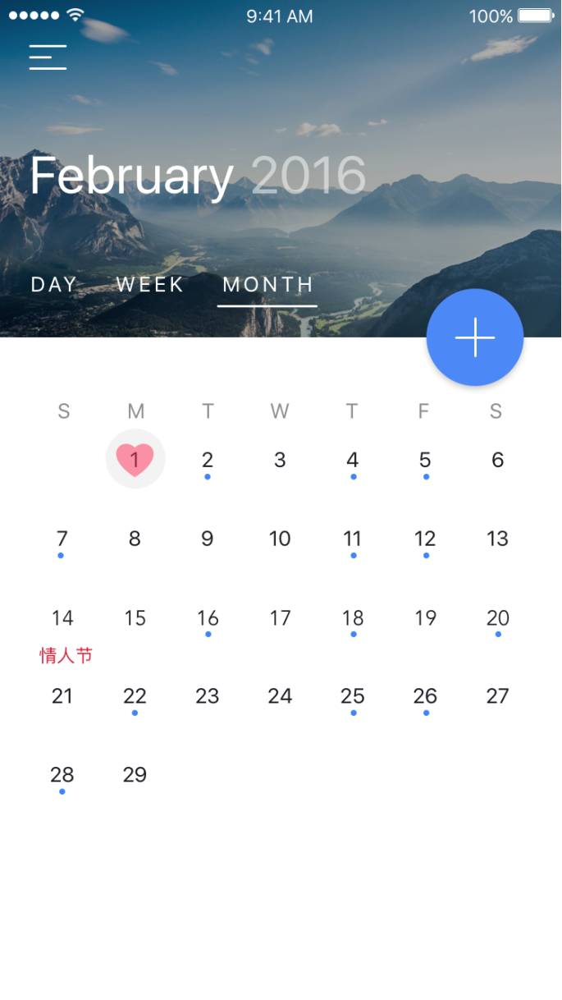 9:41 AM 100%
February 2016
DAY WEEK MONTH
S M T W T F S
1 2 3 4 5 6
7 8 9 10 11 12 13
14 15 16 17 18 19 20
情人节
21 22 23 24 25 26 27
28 29